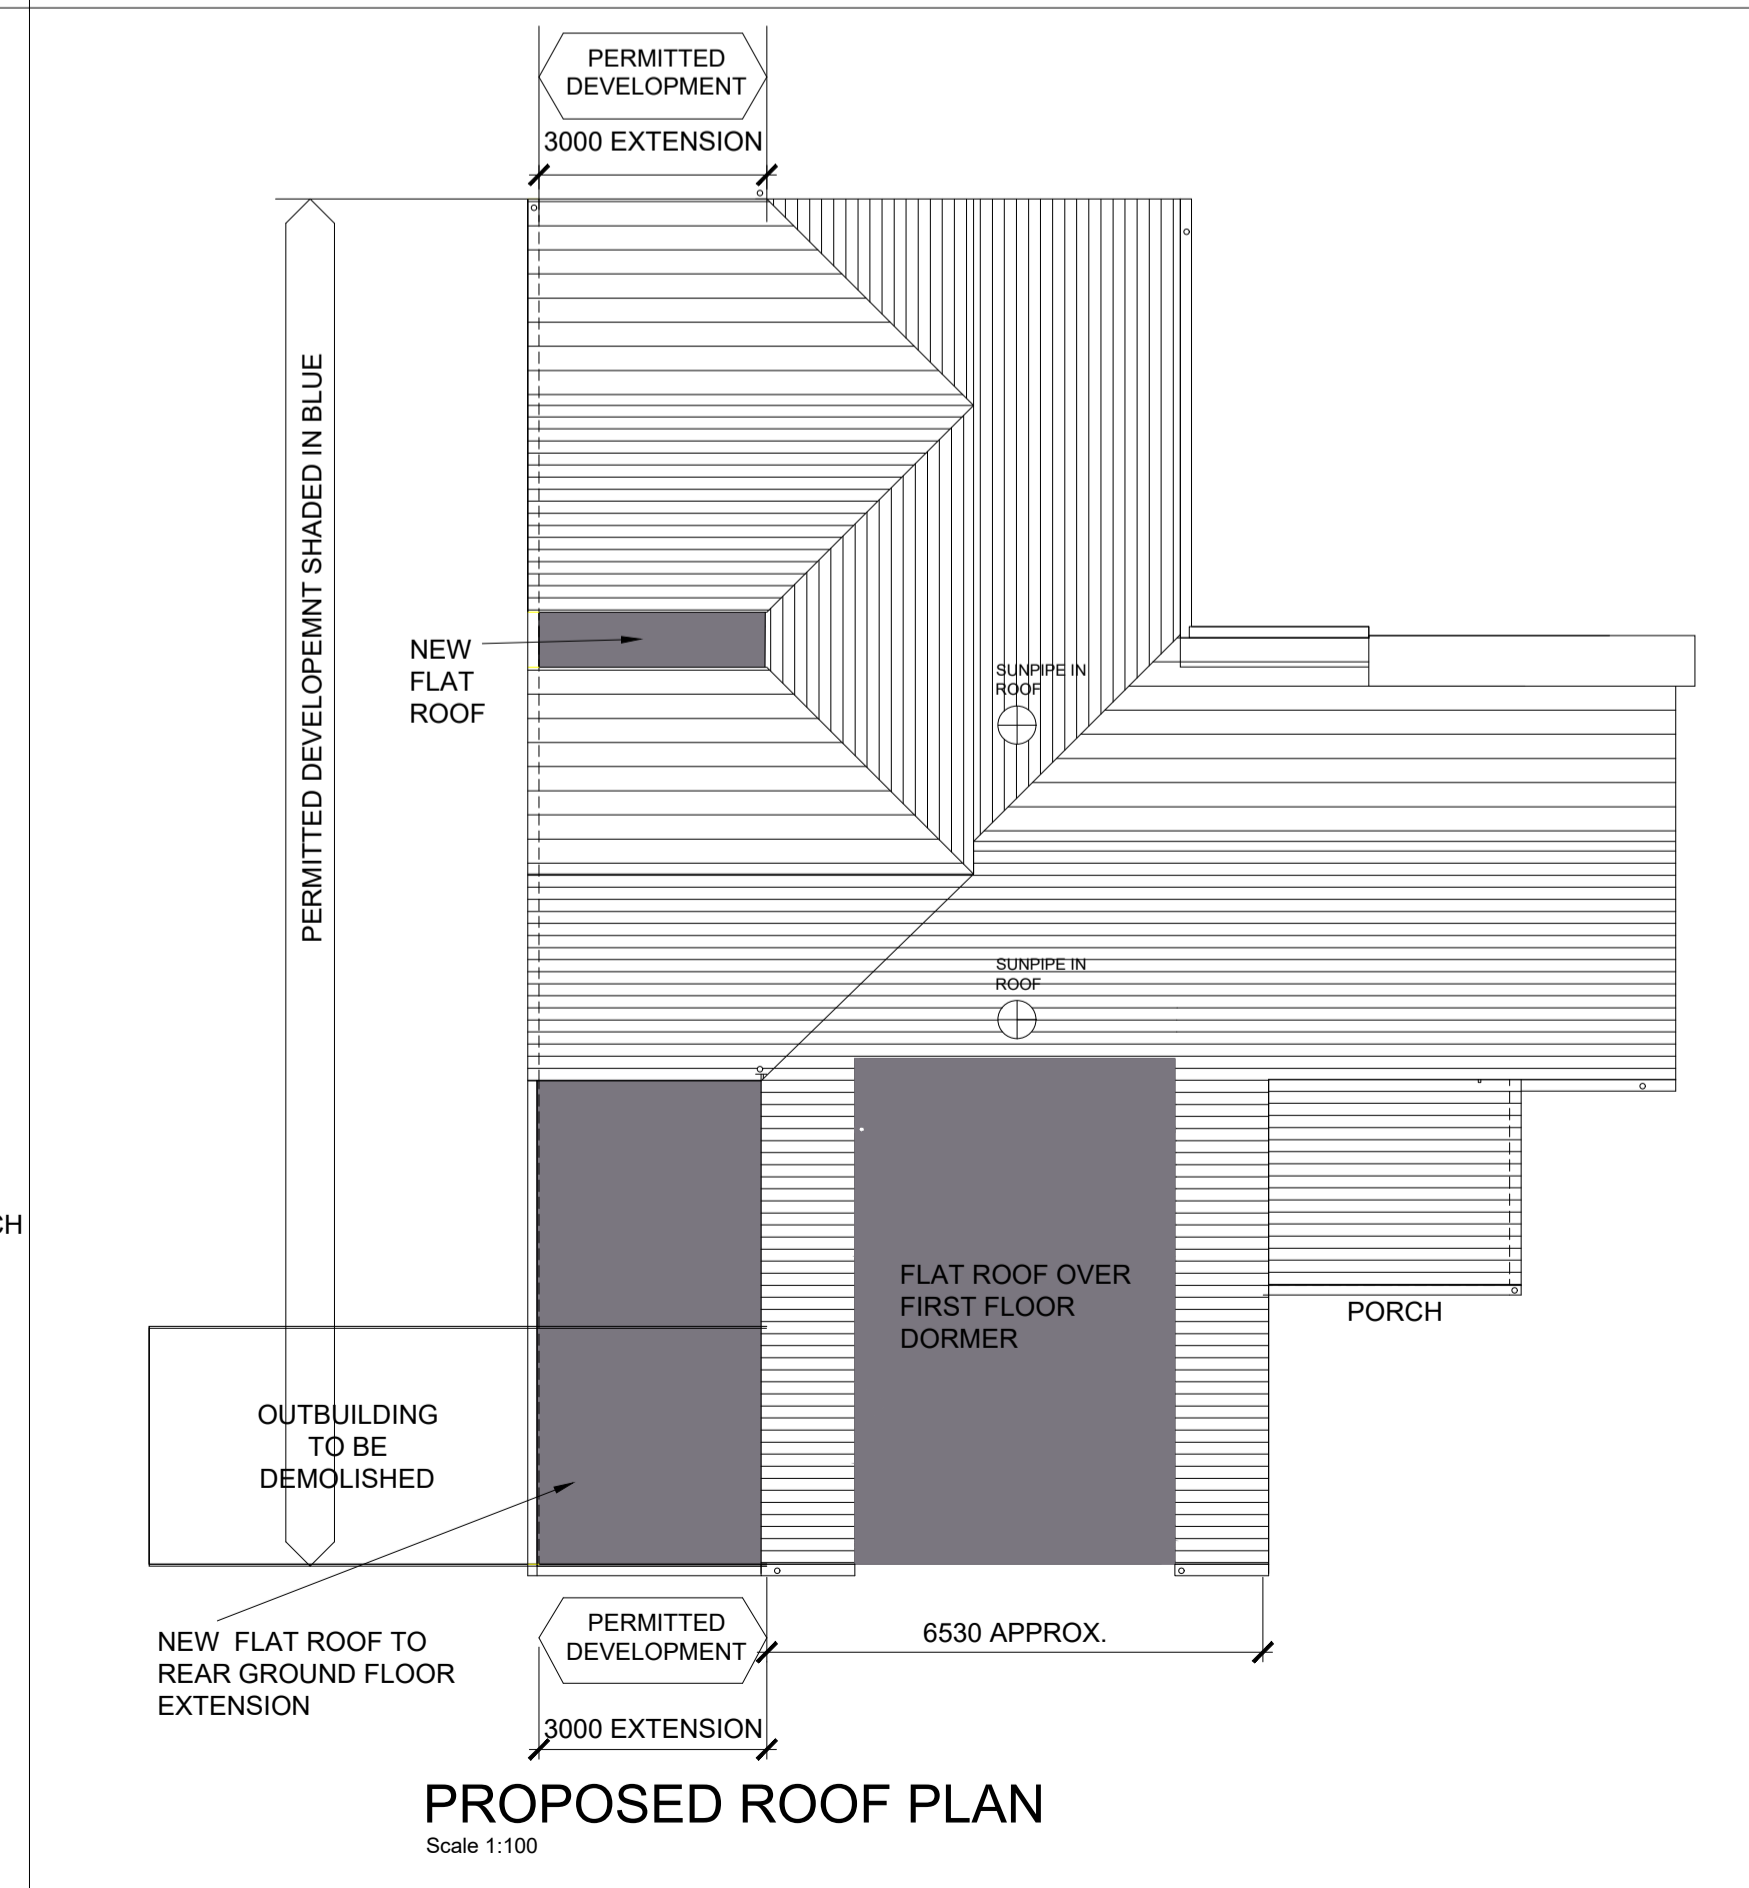 PERMITTED
DEVELOPMENT
3000 EXTENSION
PERMITTED DEVELOPEMNT SHADED IN BLUE
NEW
FLAT
ROOF
SUNPIPE IN
ROOF
SUNPIPE IN
ROOF
CH
FLAT ROOF OVER
FIRST FLOOR
DORMER
PORCH
OUTBUILDING
TO BE
DEMOLISHED
NEW FLAT ROOF TO
REAR GROUND FLOOR
EXTENSION
PERMITTED
DEVELOPMENT
6530 APPROX.
3000 EXTENSION
PROPOSED ROOF PLAN
Scale 1:100